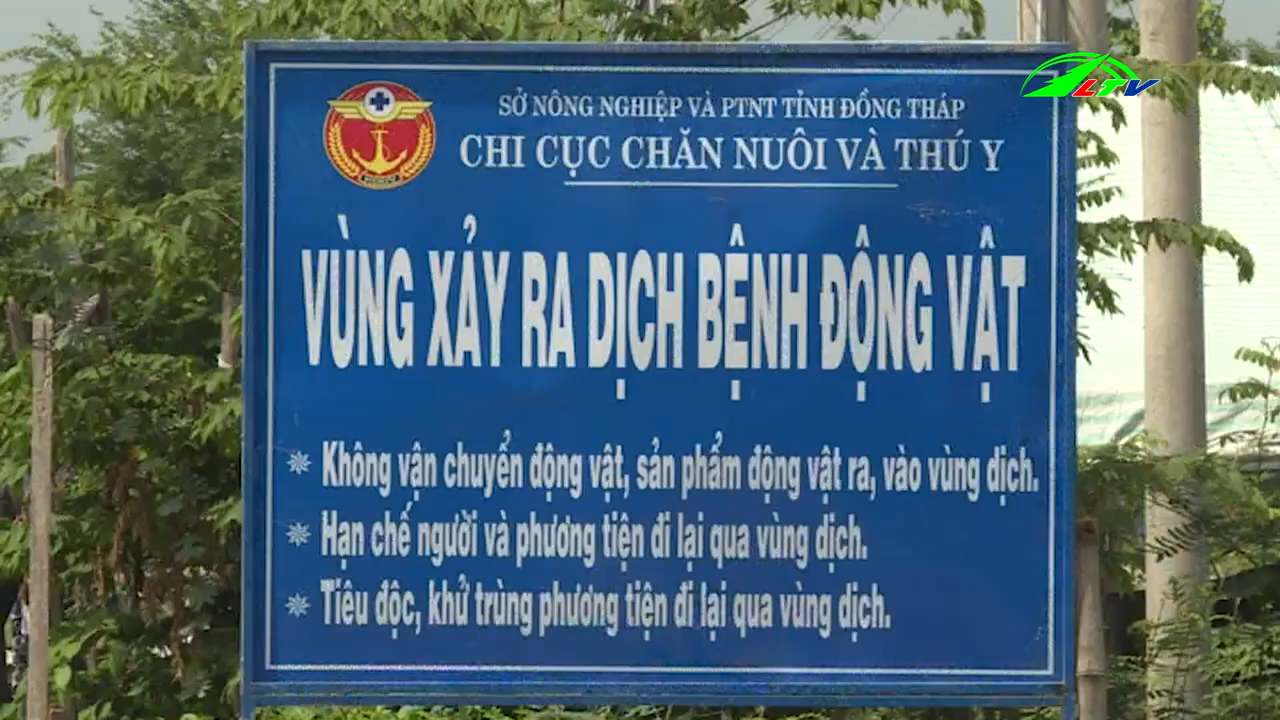 LTV
SỞ NÔNG NGHIỆP VÀ PTNT TỈNH ĐỒNG THÁP
CHI CỤC CHĂN NUÔI VÀ THÚ Y
VÙNG XẢY RA DỊCH BỆNH ĐỘNG VẬT
Không vận chuyển động vật, sản phẩm động vật ra, vào vùng dịch.
Hạn chế người và phương tiện đi lại qua vùng dịch.
Tiêu độc, khử trùng phương tiện đi lại qua vùng dịch.